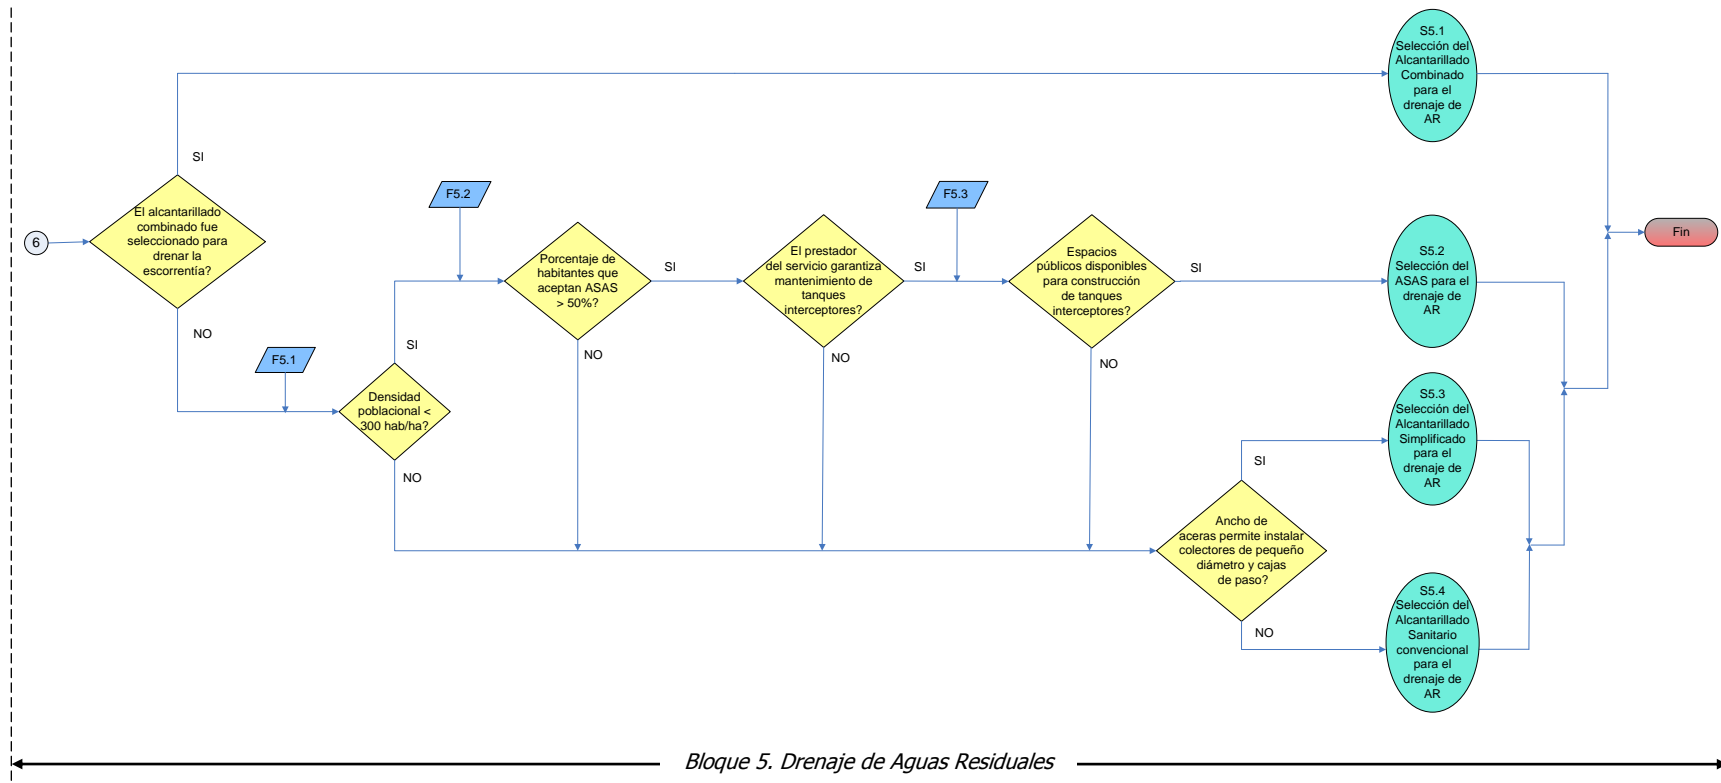 S5.1
Selección del
Alcantarillado
Combinado
para el
drenaje de
AR
SI
6
El alcantarillado
combinado fue
seleccionado para
drenar la
escorrentía?
NO
F5.1
SI
Densidad
poblacional <
300 hab/ha?
NO
F5.2
Porcentaje de
habitantes que
aceptan ASAS
> 50%?
SI
NO
El prestador
del servicio garantiza
mantenimiento de
tanques
interceptores?
SI
NO
F5.3
Espacios
públicos disponibles
para construcción
de tanques
interceptores?
SI
NO
S5.2
Selección del
ASAS para el
drenaje de
AR
Fin
S5.3
Selección del
Alcantarillado
Simplificado
para el
drenaje de
AR
SI
Ancho de
aceras permite instalar
colectores de pequeño
diámetro y cajas
de paso?
NO
S5.4
Selección del
Alcantarillado
Sanitario
convencional
para el
drenaje de
AR
Bloque 5. Drenaje de Aguas Residuales